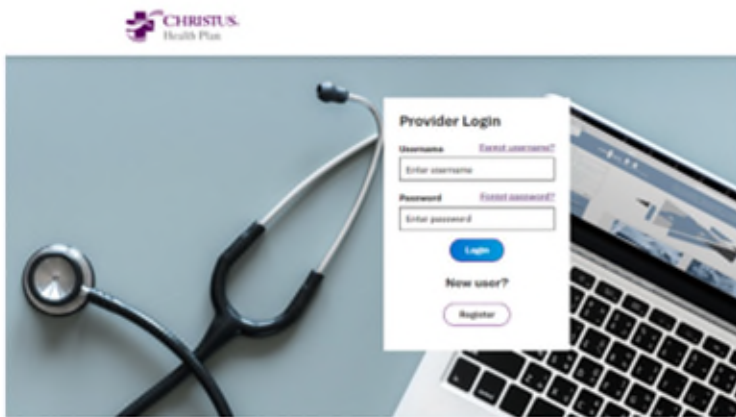 CHRISTUS.
Health Plan
Provider Login
Username Forgot username?
Enter username
Password Forgot password?
Enter password
Login
New user?
Register